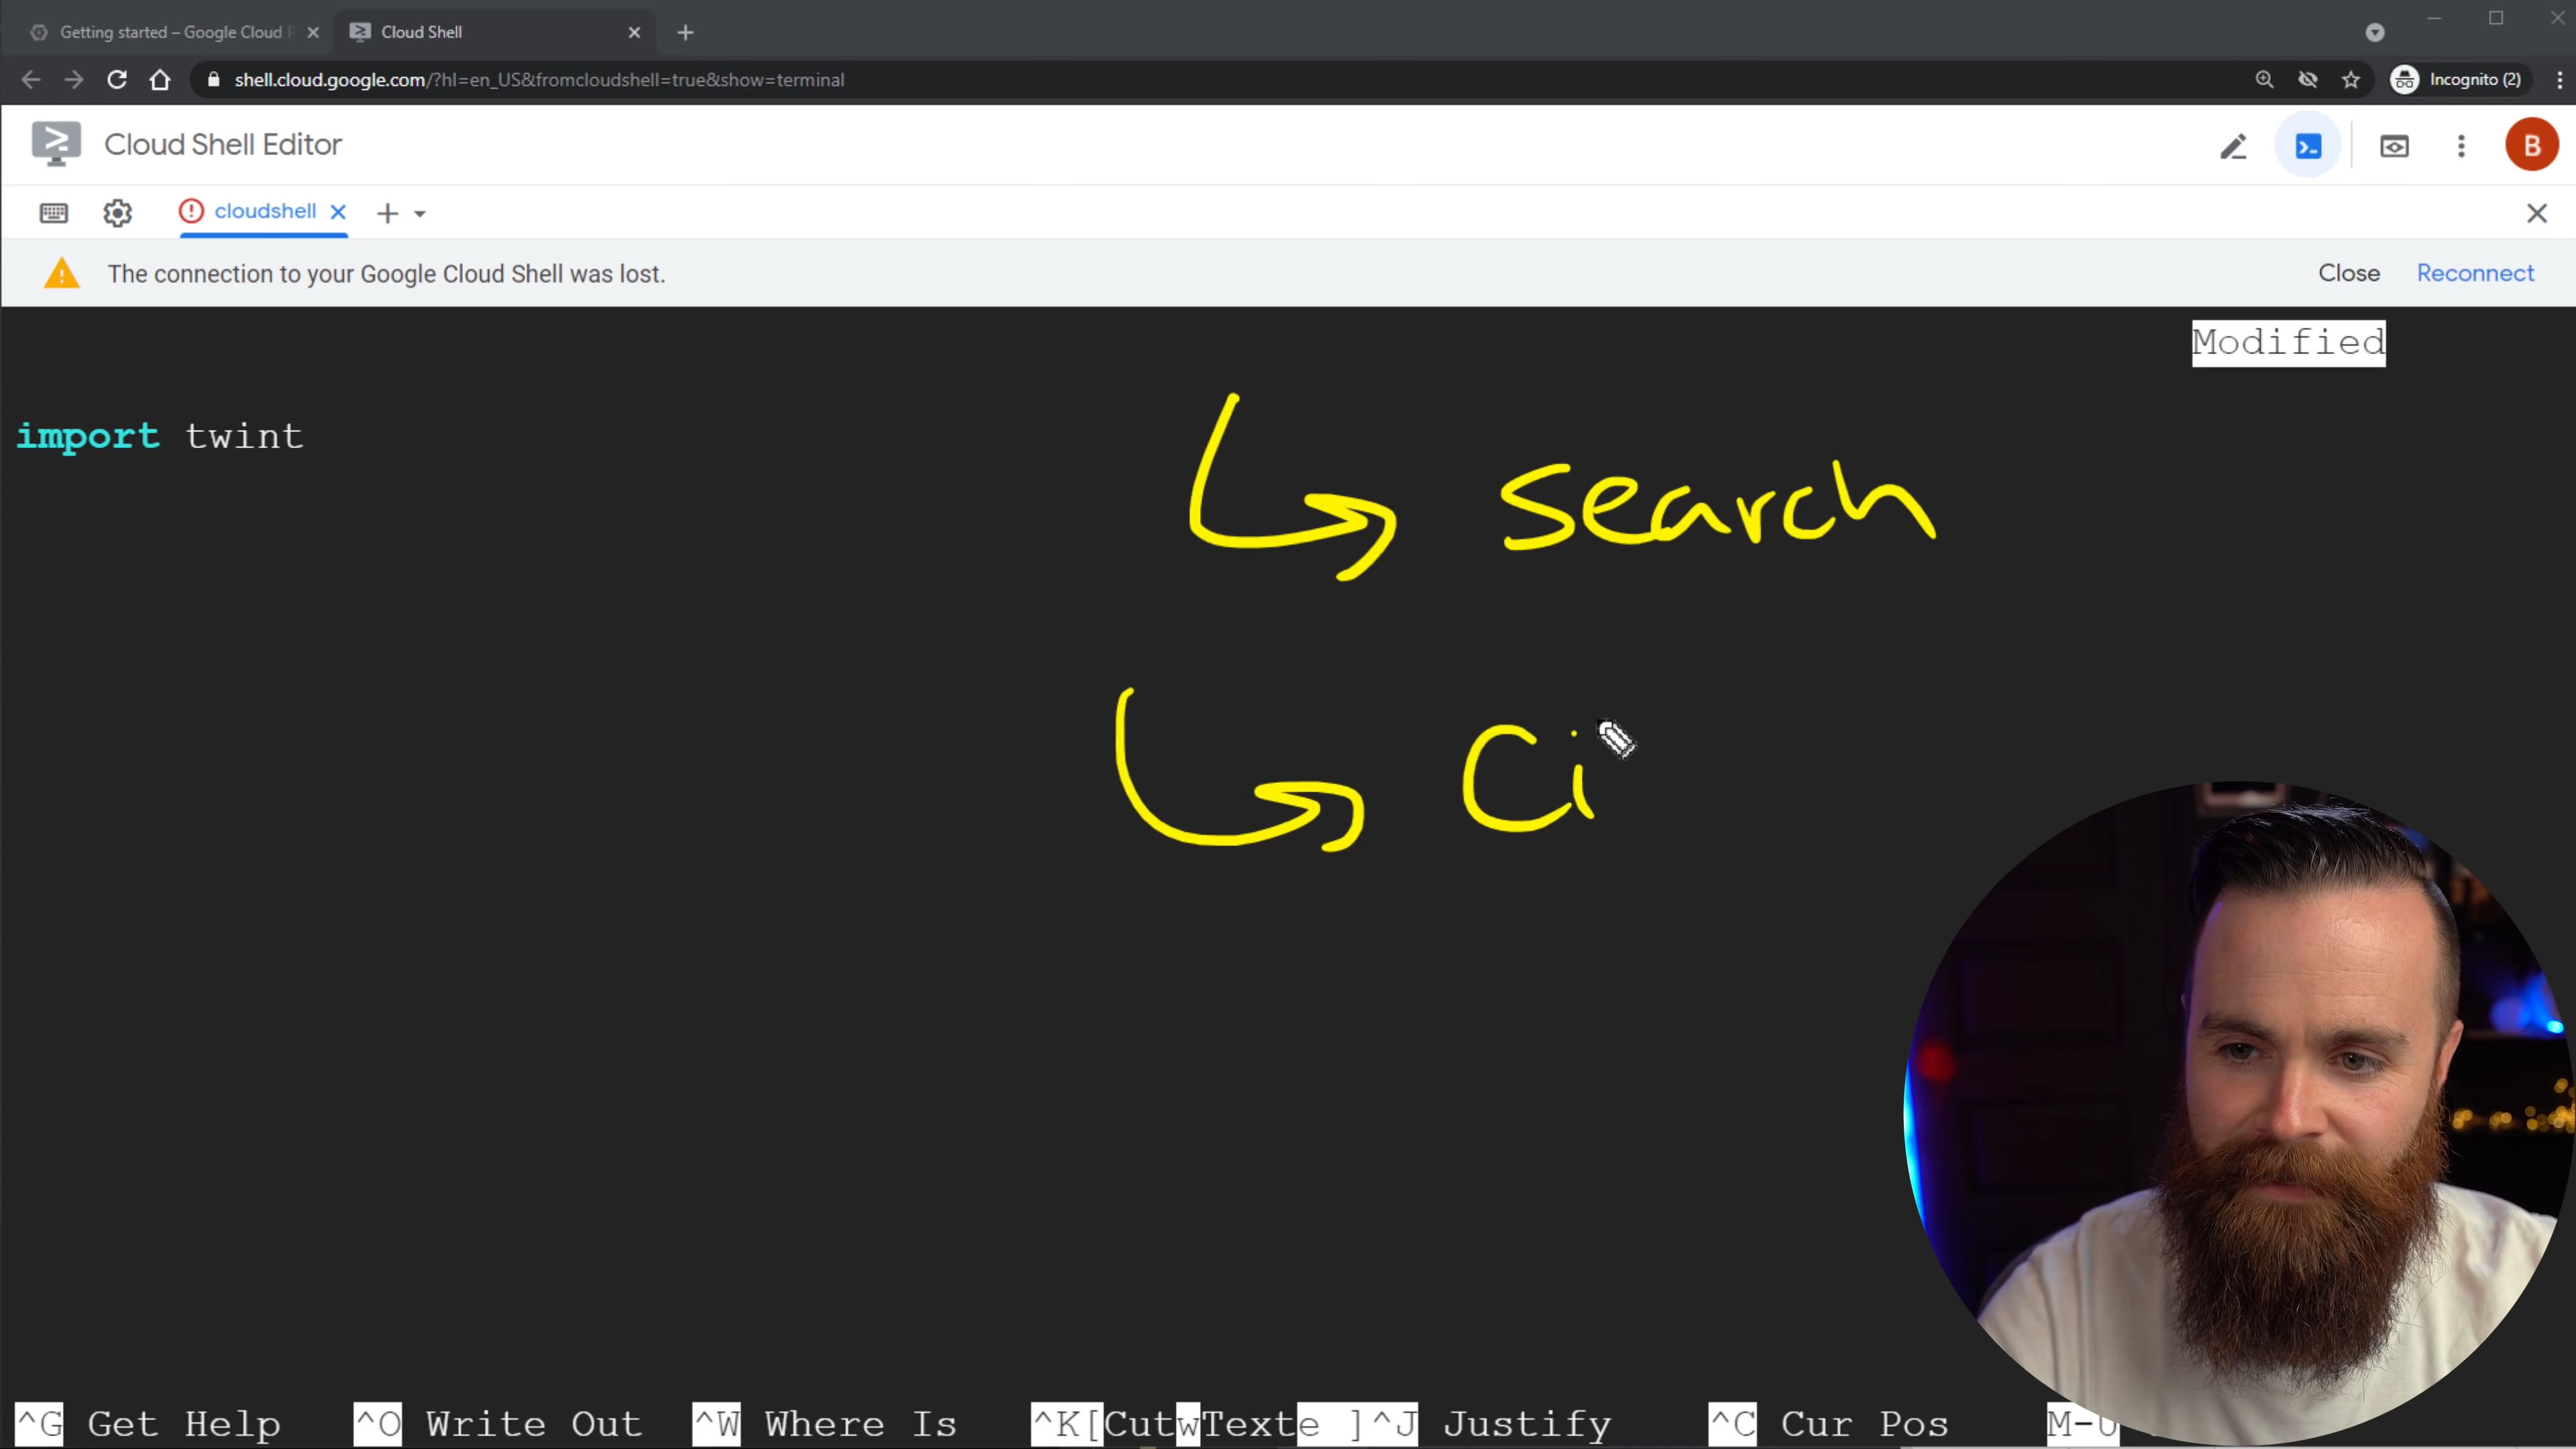 Getting started – Google Cloud P
Cloud Shell
shell.cloud.google.com/?hl=en_US&fromcloudshell=true&show=terminal
Incognito (2)
Cloud Shell Editor
B
cloudshell
The connection to your Google Cloud Shell was lost.
Close Reconnect
Modified
import twint
search
Ci
^G Get Help ^O Write Out ^W Where Is ^K[CutwTexte ]^J Justify ^C Cur Pos M-U